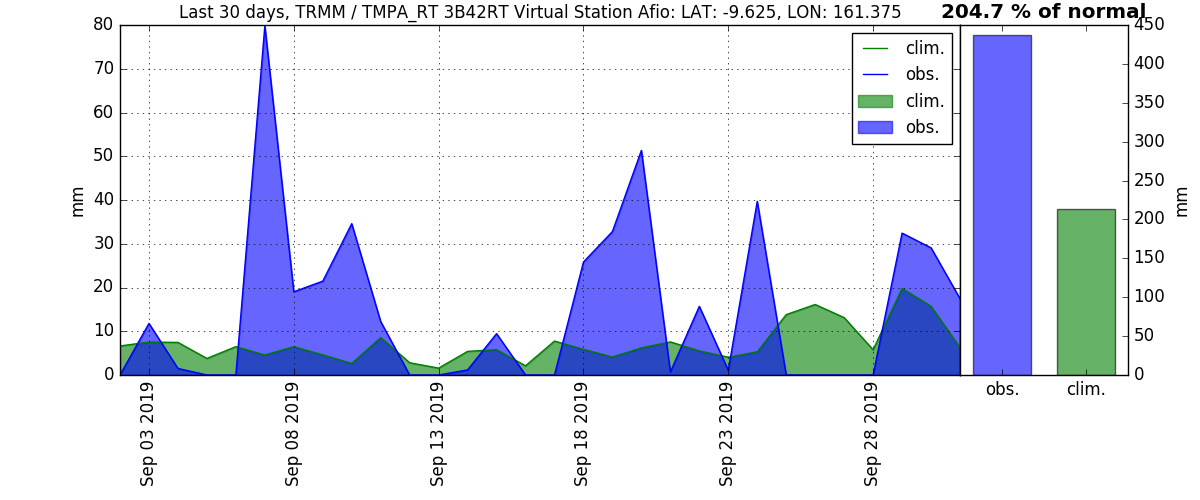 Last 30 days, TRMM / TMPA_RT 3B42RT Virtual Station Afio: LAT: -9.625, LON: 161.375
204.7 % of normal
80
70
60
50
40
30
20
10
0
mm
clim.
obs.
clim.
obs.
450
400
350
300
250
200
150
100
50
0
mm
Sep 03 2019
Sep 08 2019
Sep 13 2019
Sep 18 2019
Sep 23 2019
Sep 28 2019
obs.
clim.